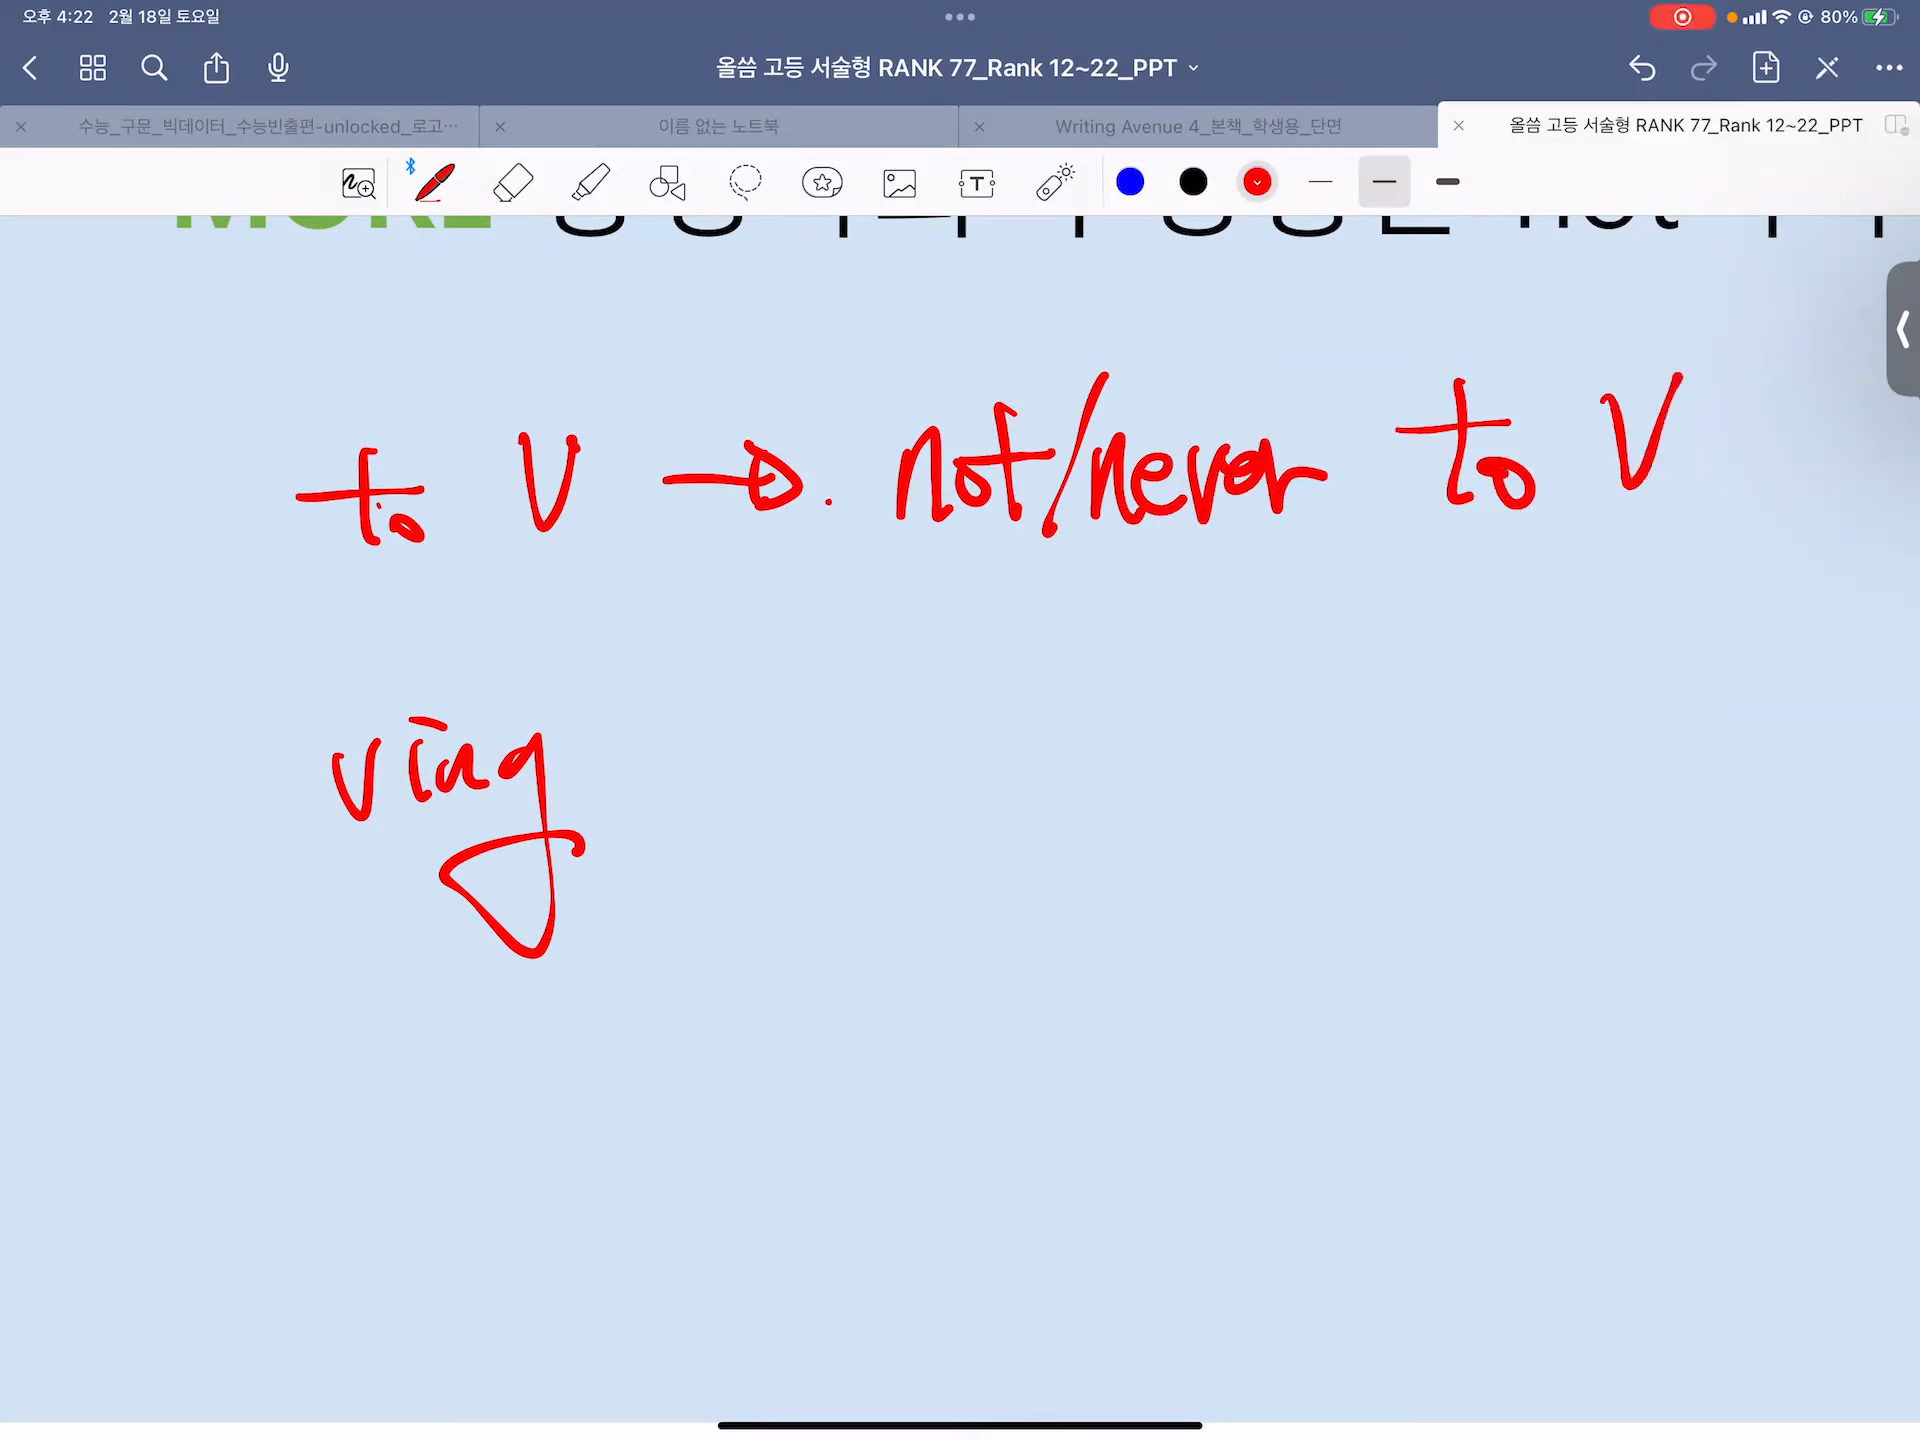 오후 4:22 2월 18일 토요일
80%
올씀 고등 서술형 RANK 77_Rank 12~22_PPT
수능_구문_빅데이터_수능빈출편-unlocked_로고…
이름 없는 노트북
Writing Avenue 4_본책_학생용_단면
올씀 고등 서술형 RANK 77_Rank 12~22_PPT
MORE not
to V → not/never to V
Ving